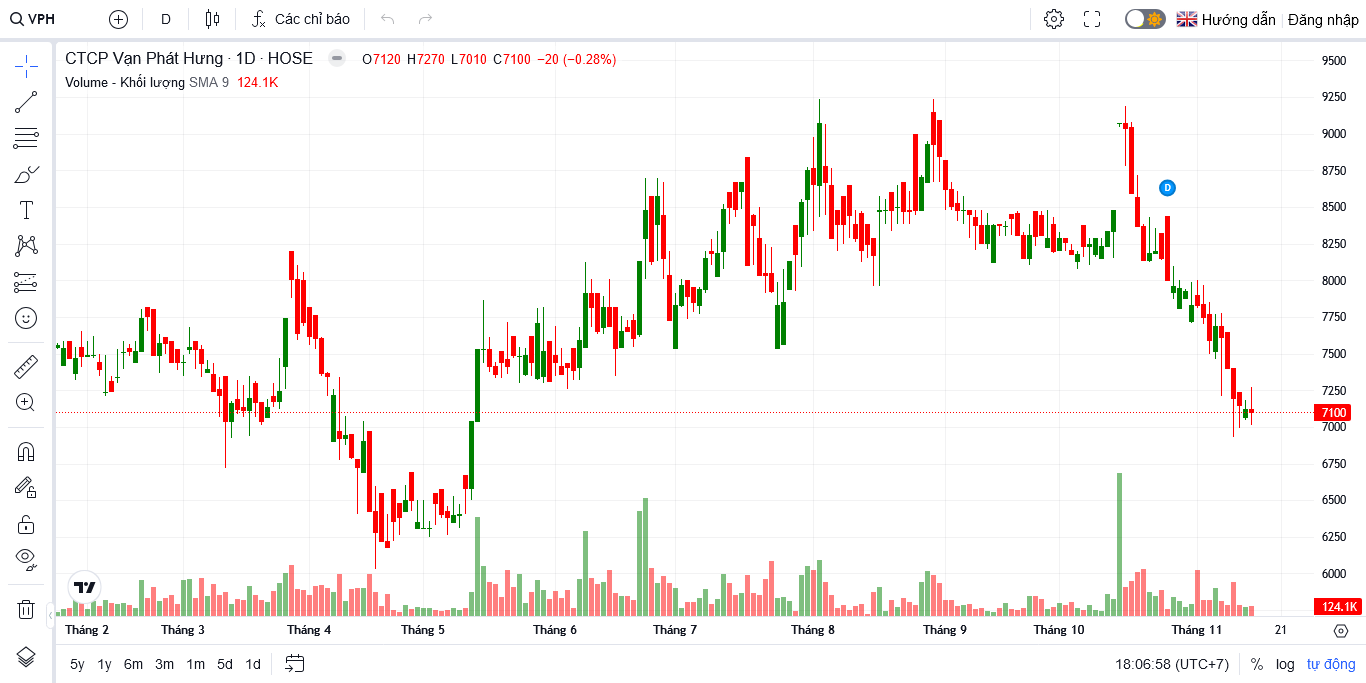 VPH D Các chỉ báo Hướng dẫn Đăng nhập
CTCP Vạn Phát Hưng · 1D · HOSE O7120 H7270 L7010 C7100 −20 (−0.28%)
Volume - Khối lượng SMA 9 124.1K
9500
9250
9000
8750
D
8500
8250
8000
7750
7500
7250
7100
7000
6750
6500
6250
6000
124.1K
Tháng 2 Tháng 3 Tháng 4 Tháng 5 Tháng 6 Tháng 7 Tháng 8 Tháng 9 Tháng 10 Tháng 11 21
5y 1y 6m 3m 1m 5d 1d 18:06:58 (UTC+7) % log tự động